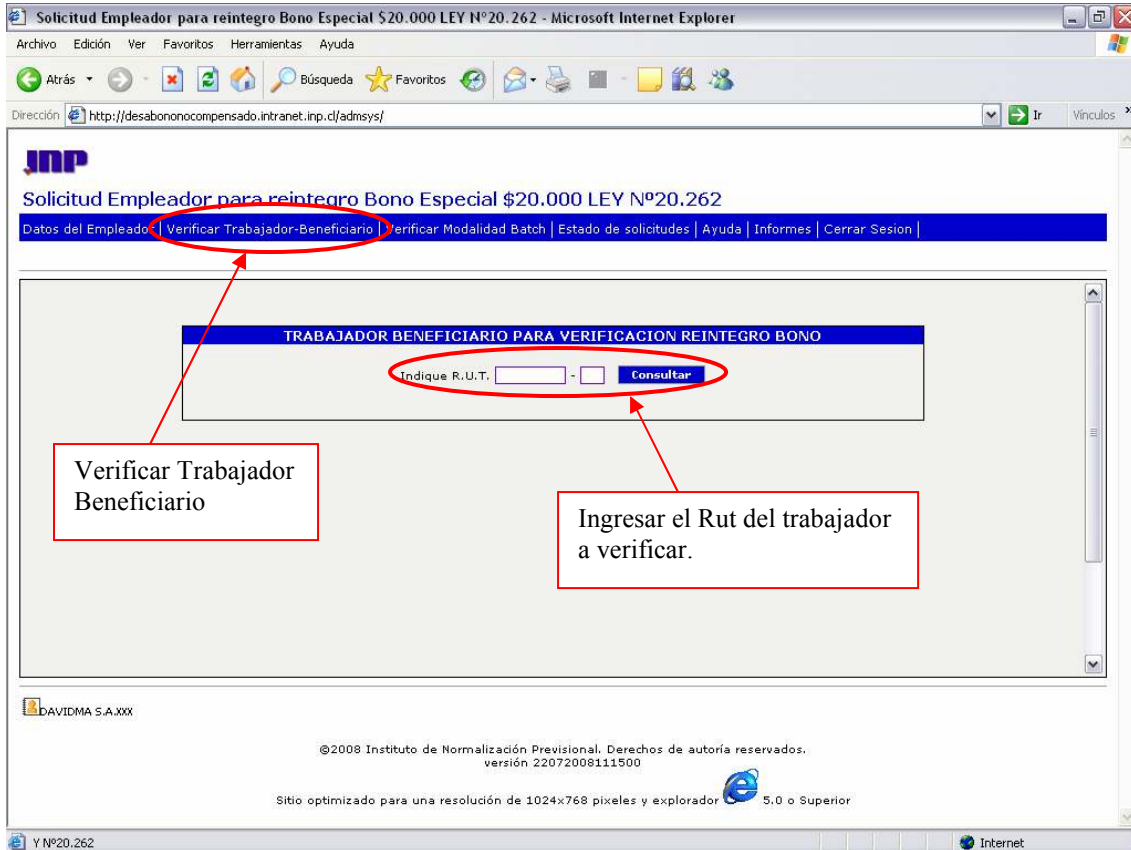 Solicitud Empleador para reintegro Bono Especial $20.000 LEY Nº20.262 - Microsoft Internet Explorer
Archivo Edición Ver Favoritos Herramientas Ayuda
Atrás Búsqueda Favoritos
Dirección http://desabononocompensado.intranet.inp.cl/admsys/ Ir Vínculos »
INP
Solicitud Empleador para reintegro Bono Especial $20.000 LEY Nº20.262
Datos del Empleador | Verificar Trabajador-Beneficiario | Verificar Modalidad Batch | Estado de solicitudes | Ayuda | Informes | Cerrar Sesion |
TRABAJADOR BENEFICIARIO PARA VERIFICACION REINTEGRO BONO
Indique R.U.T. - Consultar
Verificar Trabajador
Beneficiario
Ingresar el Rut del trabajador
a verificar.
DAVIDMA S.A.XXX
©2008 Instituto de Normalización Previsional. Derechos de autoría reservados.
versión 22072008111500
Sitio optimizado para una resolución de 1024x768 pixeles y explorador 5.0 o Superior
Y Nº20.262 Internet